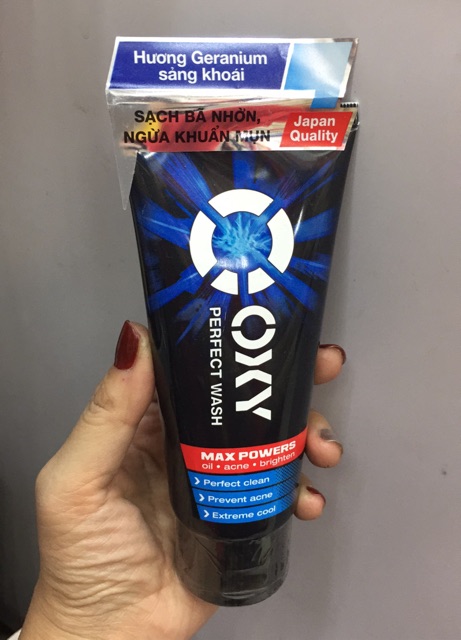 Hương Geranium
sảng khoái
SẠCH BÃ NHỜN,
NGỪA KHUẨN MỤN
Japan
Quality
OXY
PERFECT WASH
MAX POWERS
oil • acne • brighten
Perfect clean
Prevent acne
Extreme cool